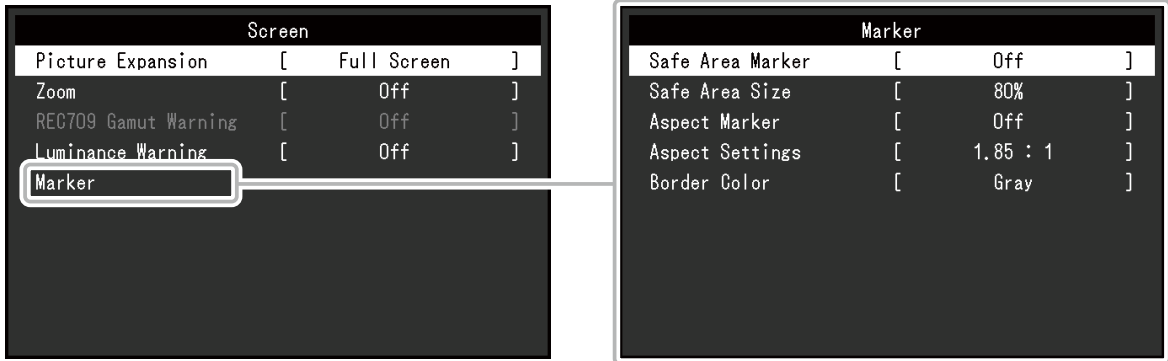 Screen
Picture Expansion [ Full Screen ]
Zoom [ Off ]
REC709 Gamut Warning [ Off ]
Luminance Warning [ Off ]
Marker
Marker
Safe Area Marker [ Off ]
Safe Area Size [ 80% ]
Aspect Marker [ Off ]
Aspect Settings [ 1.85 : 1 ]
Border Color [ Gray ]